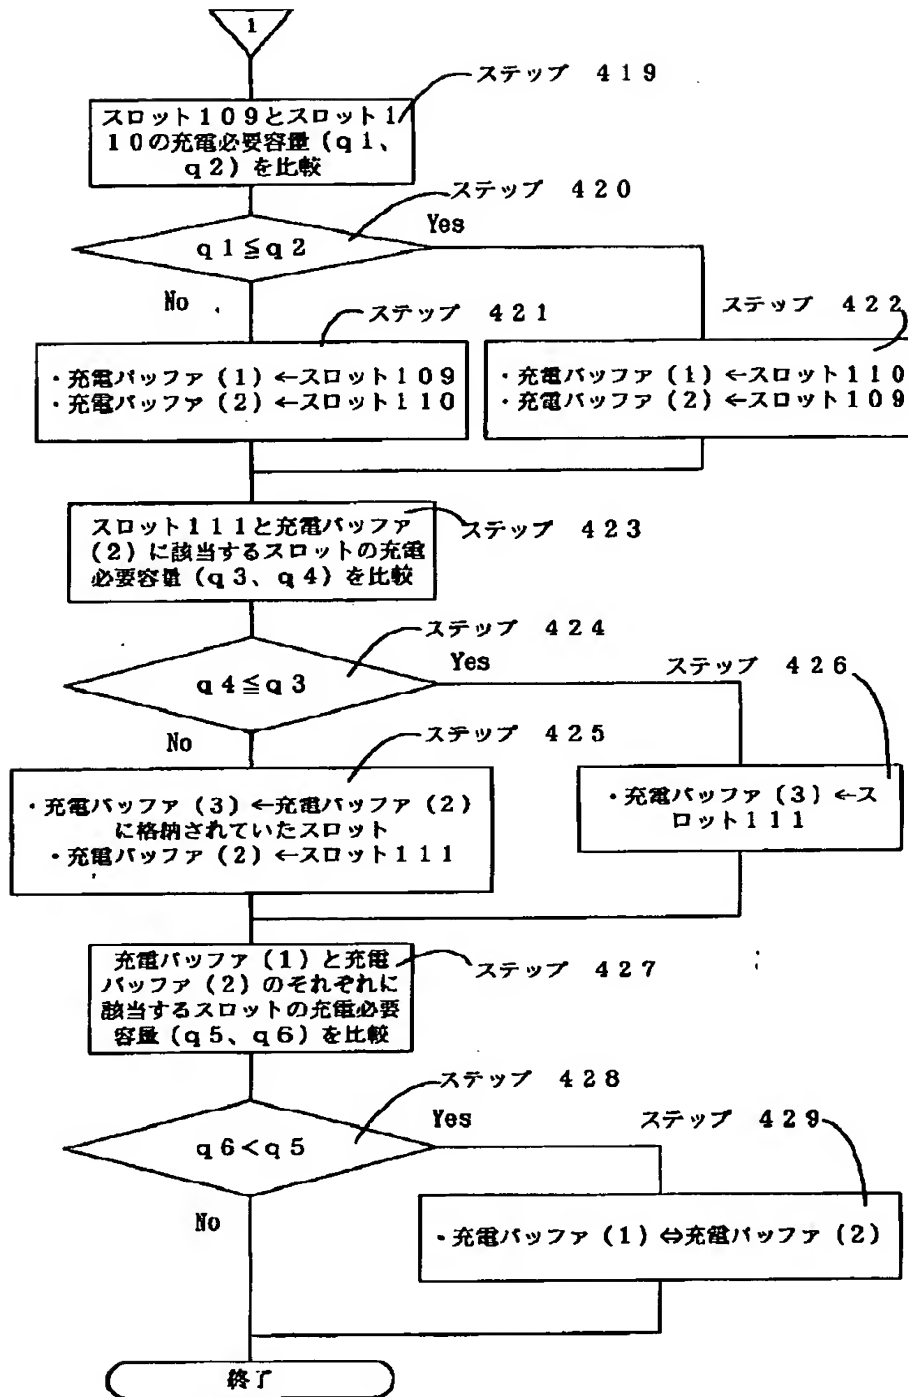 1
ステップ 419
スロット109とスロット1
10の充電必要容量(q1、
q2)を比較
ステップ 420
q1≦q2
Yes
No
ステップ 421
ステップ 422
・充電バッファ(1)←スロット109
・充電バッファ(2)←スロット110
・充電バッファ(1)←スロット110
・充電バッファ(2)←スロット109
スロット111と充電バッファ
(2)に該当するスロットの充電
必要容量(q3、q4)を比較
ステップ 423
ステップ 424
q4≦q3
Yes
No
ステップ 426
ステップ 425
・充電バッファ(3)←充電バッファ(2)
に格納されていたスロット
・充電バッファ(2)←スロット111
・充電バッファ(3)←ス
ロット111
充電バッファ(1)と充電
バッファ(2)のそれぞれに
該当するスロットの充電必要
容量(q5、q6)を比較
ステップ 427
ステップ 428
q6<q5
Yes
No
ステップ 429
・充電バッファ(1)⇔充電バッファ(2)
終了